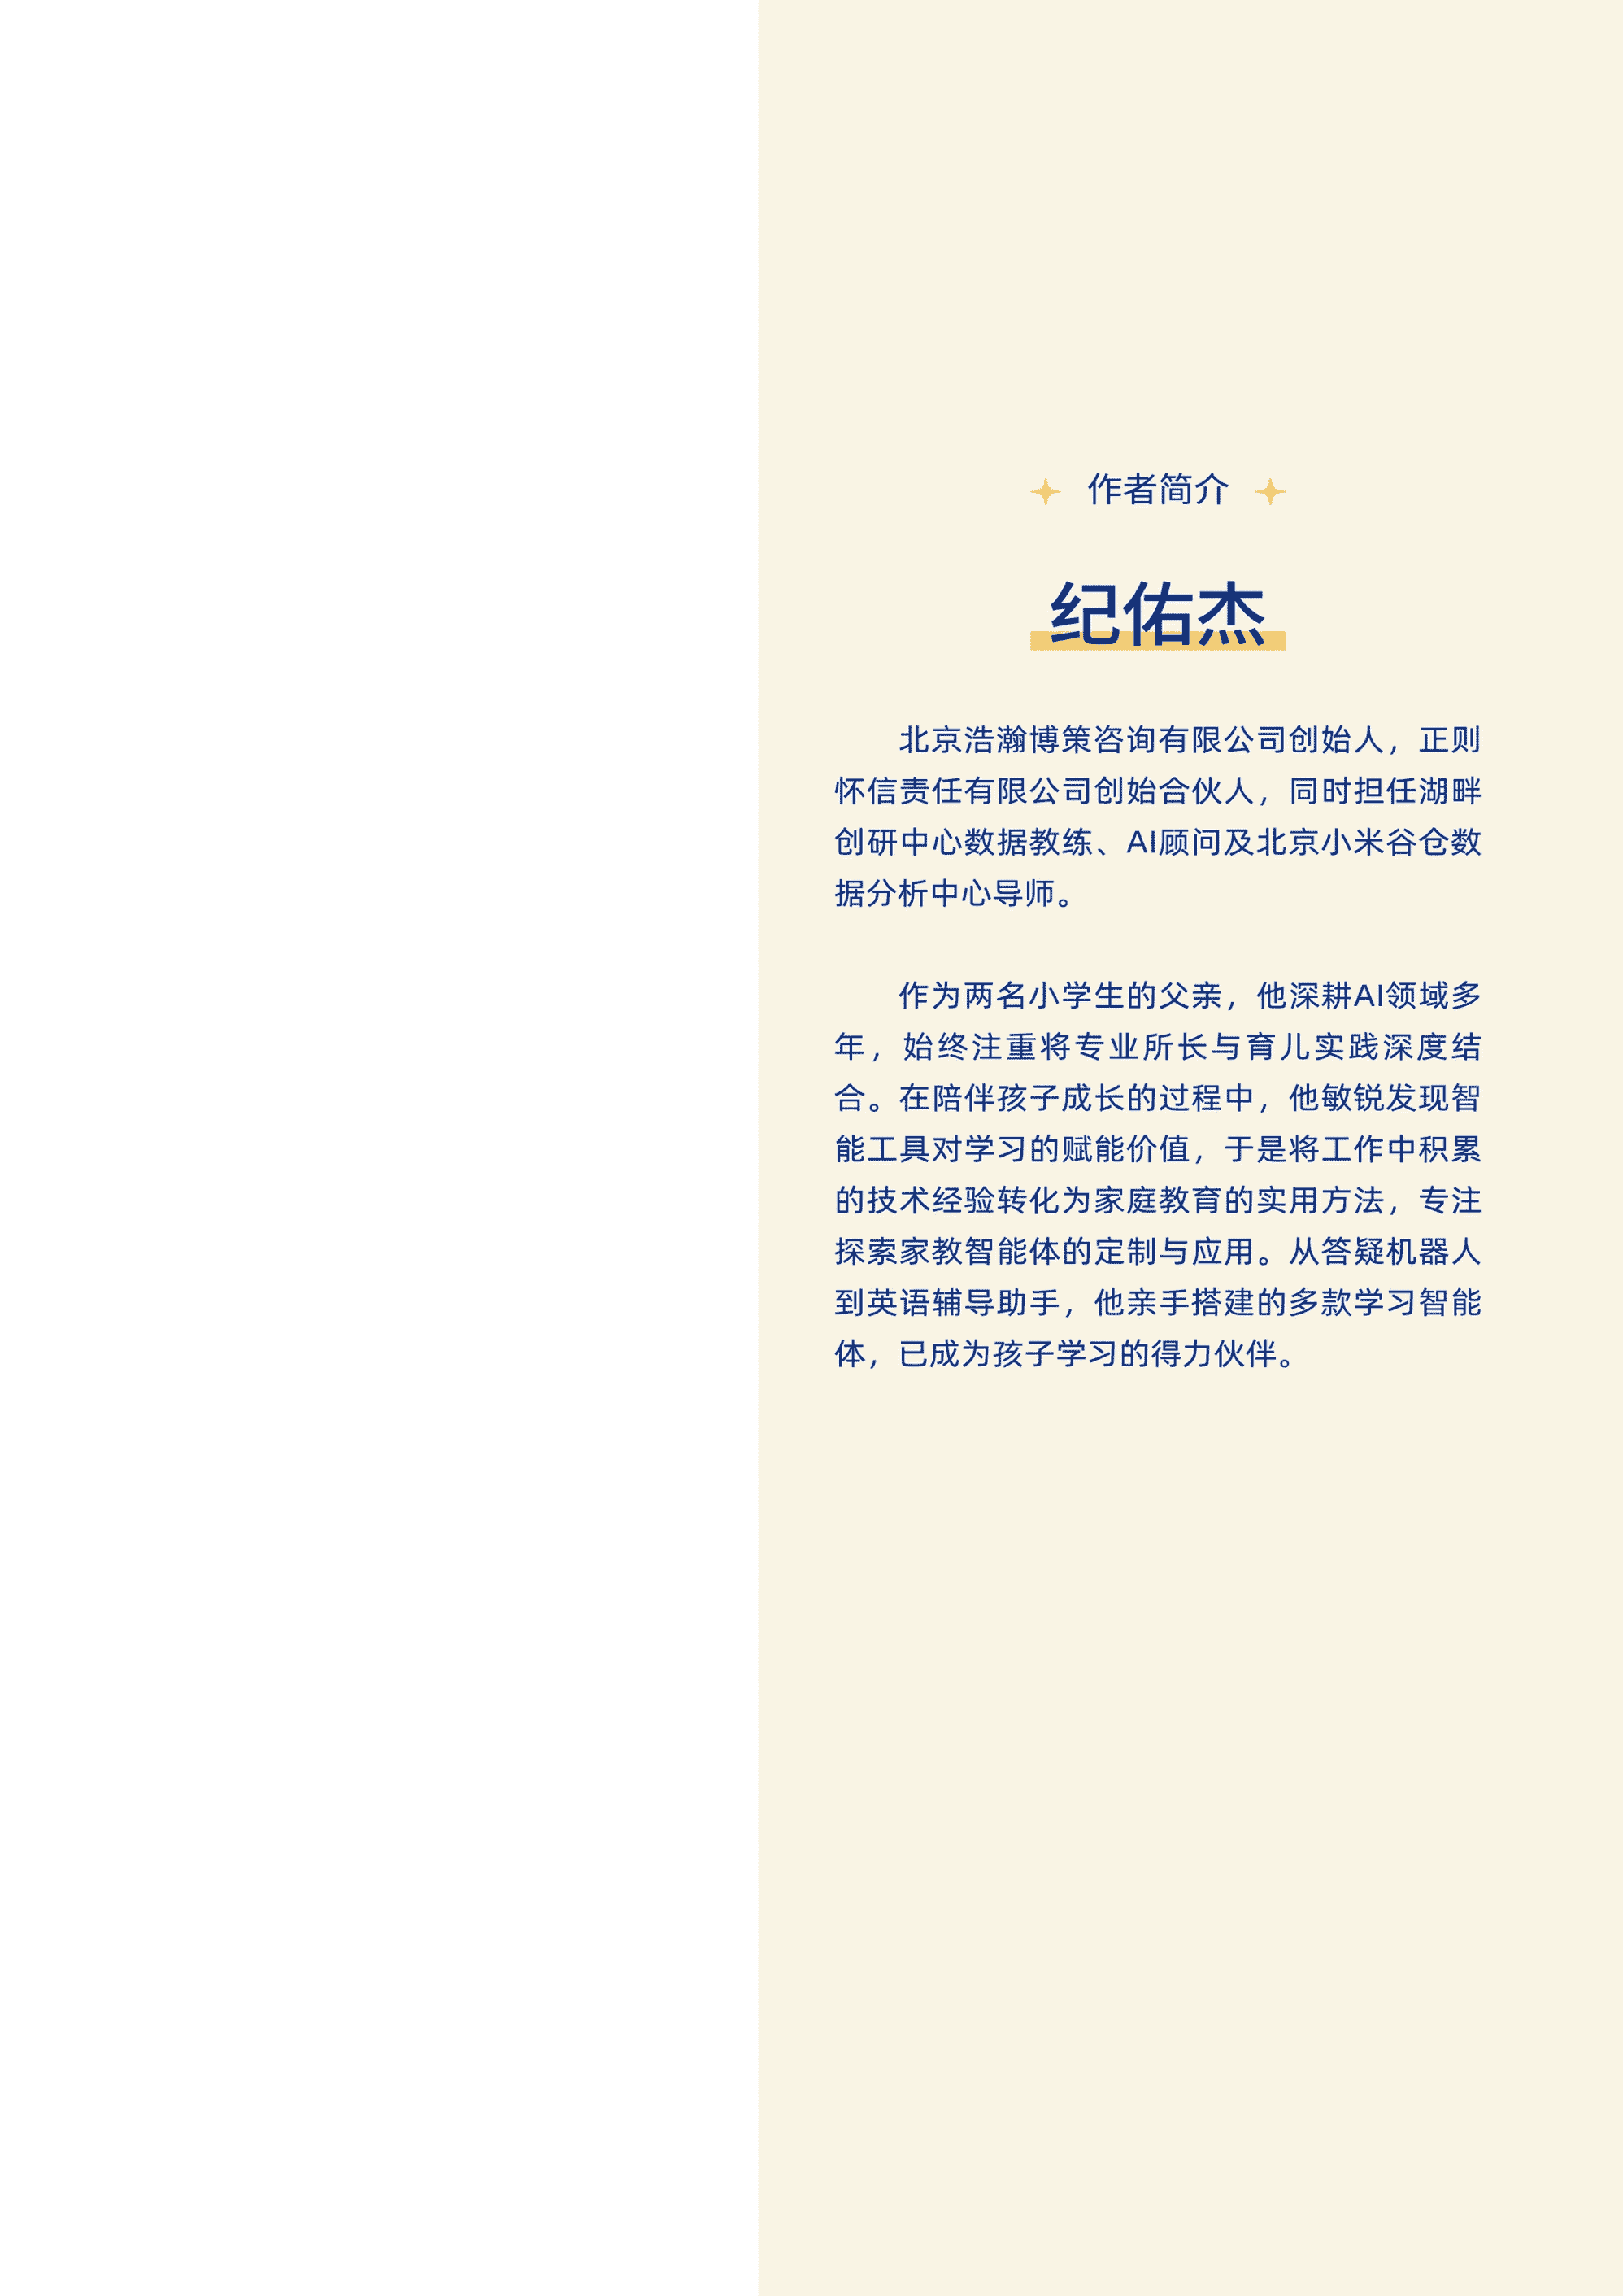 作者简介
纪佑杰
北京浩瀚博策咨询有限公司创始人，正则
怀信责任有限公司创始合伙人，同时担任湖畔
创研中心数据教练、AI顾问及北京小米谷仓数
据分析中心导师。
作为两名小学生的父亲，他深耕AI领域多
年，始终注重将专业所长与育儿实践深度结
合。在陪伴孩子成长的过程中，他敏锐发现智
能工具对学习的赋能价值，于是将工作中积累
的技术经验转化为家庭教育的实用方法，专注
探索家教智能体的定制与应用。从答疑机器人
到英语辅导助手，他亲手搭建的多款学习智能
体，已成为孩子学习的得力伙伴。